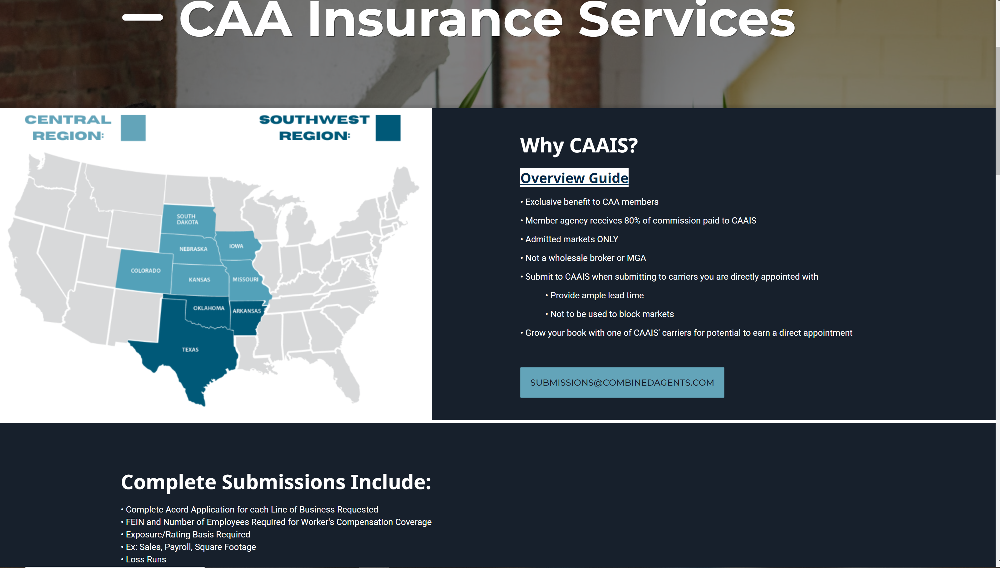 — CAA Insurance Services
CENTRAL
REGION:
SOUTHWEST
REGION:
SOUTH
DAKOTA
NEBRASKA
IOWA
COLORADO
KANSAS
MISSOURI
OKLAHOMA
ARKANSAS
TEXAS
Why CAAIS?
Overview Guide
• Exclusive benefit to CAA members
• Member agency receives 80% of commission paid to CAAIS
• Admitted markets ONLY
• Not a wholesale broker or MGA
• Submit to CAAIS when submitting to carriers you are directly appointed with
• Provide ample lead time
• Not to be used to block markets
• Grow your book with one of CAAIS' carriers for potential to earn a direct appointment
SUBMISSIONS@COMBINEDAGENTS.COM
Complete Submissions Include:
• Complete Acord Application for each Line of Business Requested
• FEIN and Number of Employees Required for Worker's Compensation Coverage
• Exposure/Rating Basis Required
• Ex: Sales, Payroll, Square Footage
• Loss Runs